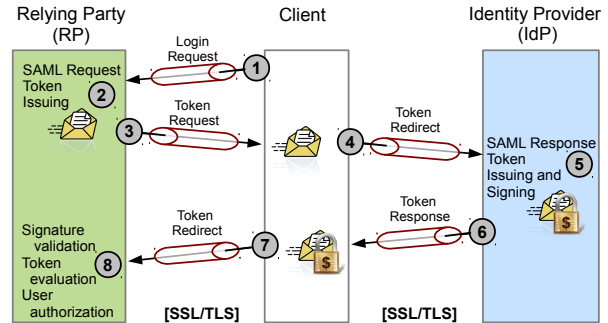 Relying Party
(RP)
Client
Identity Provider
(IdP)
Login
Request
1
SAML Request
Token
Issuing
2
3
Token
Request
4
Token
Redirect
SAML Response
Token
Issuing and
Signing
5
Token
Response
6
$
Token
Redirect
7
$
Signature
validation
Token
evaluation
User
authorization
8
[SSL/TLS]
[SSL/TLS]